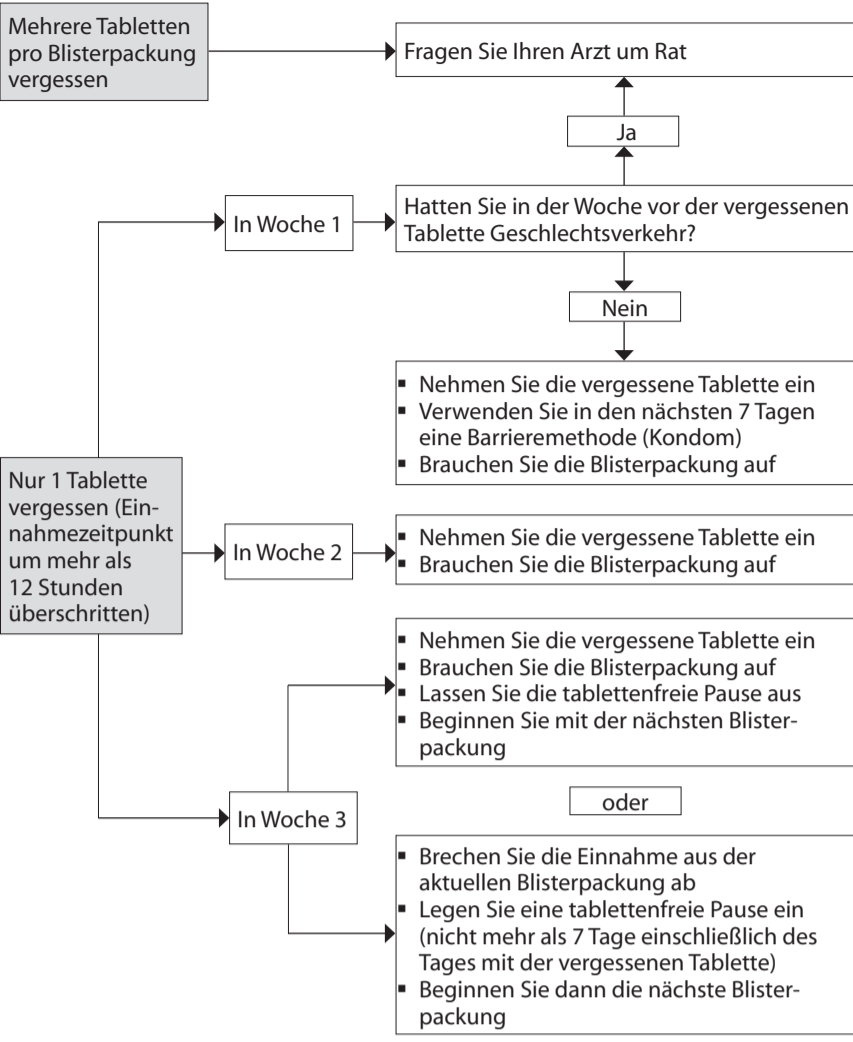 Mehrere Tabletten
pro Blisterpackung
vergessen
Fragen Sie Ihren Arzt um Rat
Ja
In Woche 1
Hatten Sie in der Woche vor der vergessenen
Tablette Geschlechtsverkehr?
Nein
▪ Nehmen Sie die vergessene Tablette ein
▪ Verwenden Sie in den nächsten 7 Tagen
eine Barrieremethode (Kondom)
▪ Brauchen Sie die Blisterpackung auf
Nur 1 Tablette
vergessen (Ein-
nahmezeitpunkt
um mehr als
12 Stunden
überschritten)
In Woche 2
▪ Nehmen Sie die vergessene Tablette ein
▪ Brauchen Sie die Blisterpackung auf
▪ Nehmen Sie die vergessene Tablette ein
▪ Brauchen Sie die Blisterpackung auf
▪ Lassen Sie die tablettenfreie Pause aus
▪ Beginnen Sie mit der nächsten Blister-
packung
oder
In Woche 3
▪ Brechen Sie die Einnahme aus der
aktuellen Blisterpackung ab
▪ Legen Sie eine tablettenfreie Pause ein
(nicht mehr als 7 Tage einschließlich des
Tages mit der vergessenen Tablette)
▪ Beginnen Sie dann die nächste Blister-
packung